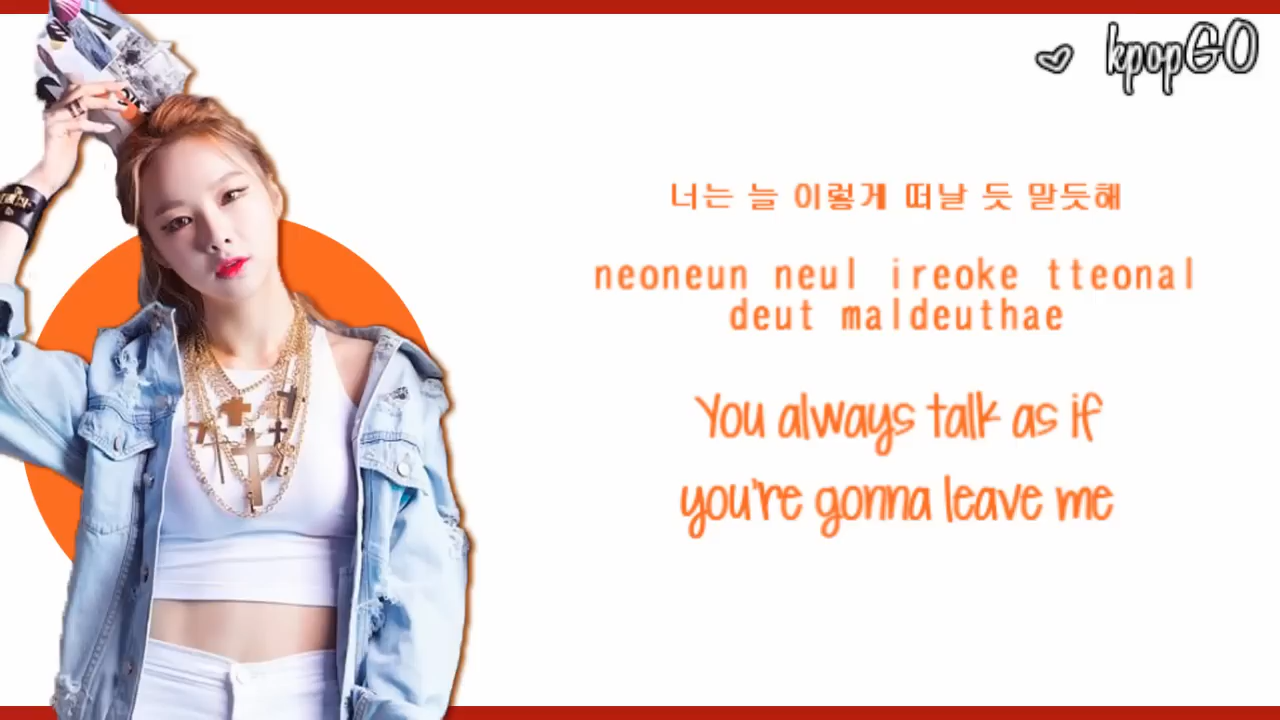 kpopGO
너는 늘 이렇게 떠날 듯 말듯해
neoneun neul ireoke tteonal
deut maldeuthae
You always talk as if
you're gonna leave me